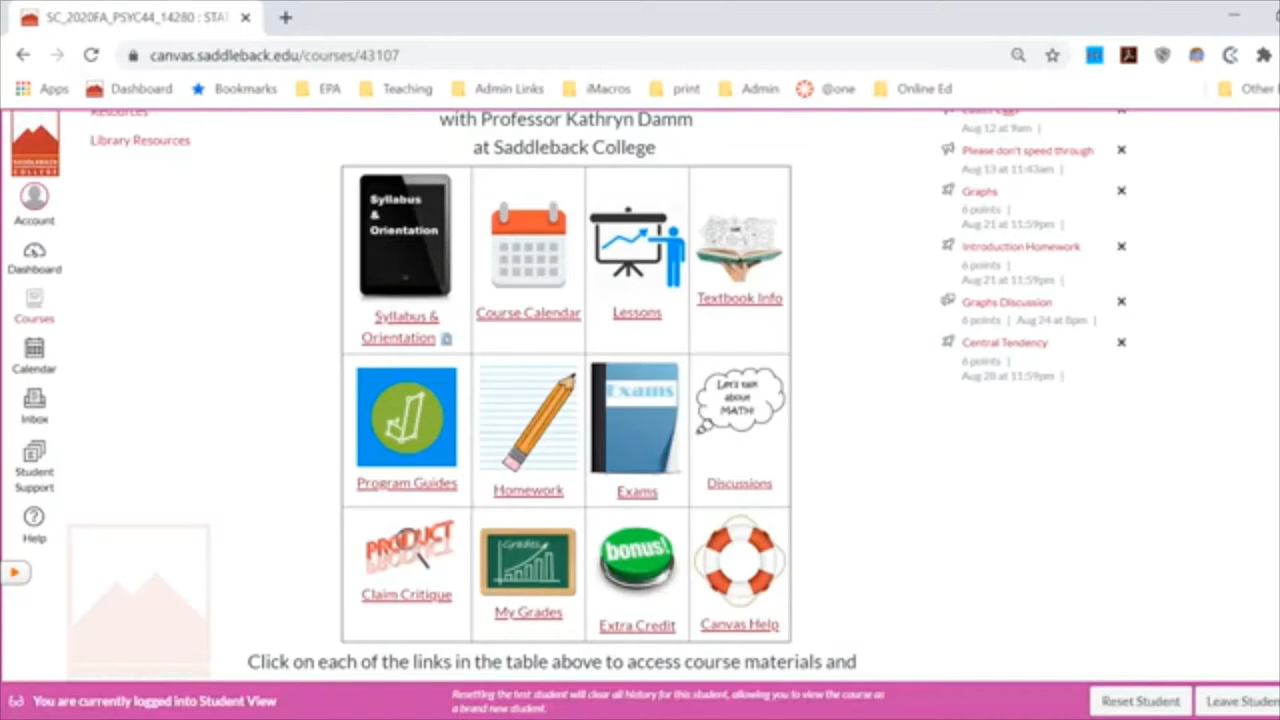 SC_2020FA_PSYC44_14280 : STA
canvas.saddleback.edu/courses/43107
Apps
Dashboard
Bookmarks
EPA
Teaching
Admin Links
iMacros
print
Admin
@one
Online Ed
Other
Resources
Library Resources
SADDLEBACK
COLLEGE
Account
Dashboard
Courses
Calendar
Inbox
Student
Support
Help
with Professor Kathryn Damm
at Saddleback College
Syllabus
&
Orientation
Syllabus &
Orientation
Course Calendar
Lessons
Textbook Info
Exams
Let's talk
about
MATH!
Program Guides
Homework
Exams
Discussions
PRODUCT
Grades
bonus!
Claim Critique
My Grades
Extra Credit
Canvas Help
Click on each of the links in the table above to access course materials and
Aug 12 at 9am |
Please don't speed through
Aug 13 at 11:43am |
Graphs
6 points |
Aug 21 at 11:59pm |
Introduction Homework
6 points |
Aug 21 at 11:59pm |
Graphs Discussion
6 points | Aug 24 at 8pm |
Central Tendency
6 points |
Aug 28 at 11:59pm |
You are currently logged into Student View
Resetting the test student will clear all history for this student, allowing you to view the course as
a brand new student.
Reset Student
Leave Studen